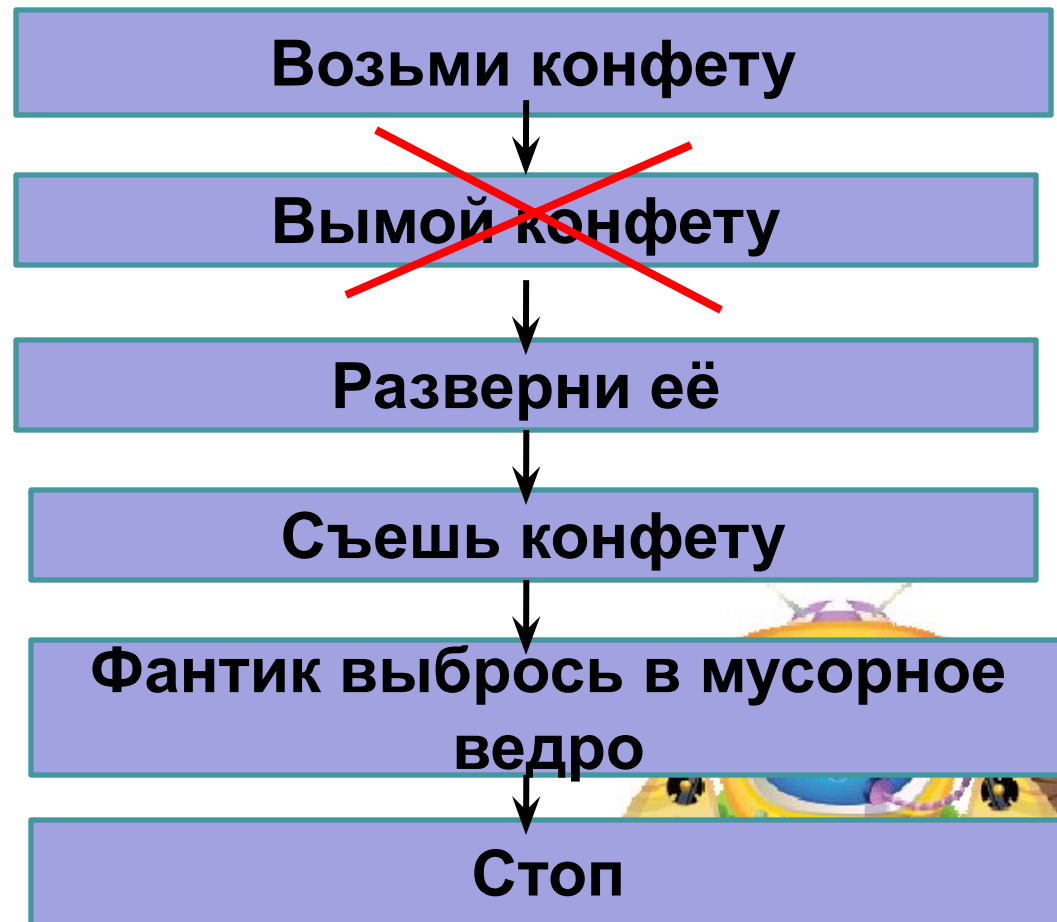 Возьми конфету
Вымой конфету
Разверни её
Съешь конфету
Фантик выбрось в мусорное
ведро
Стоп